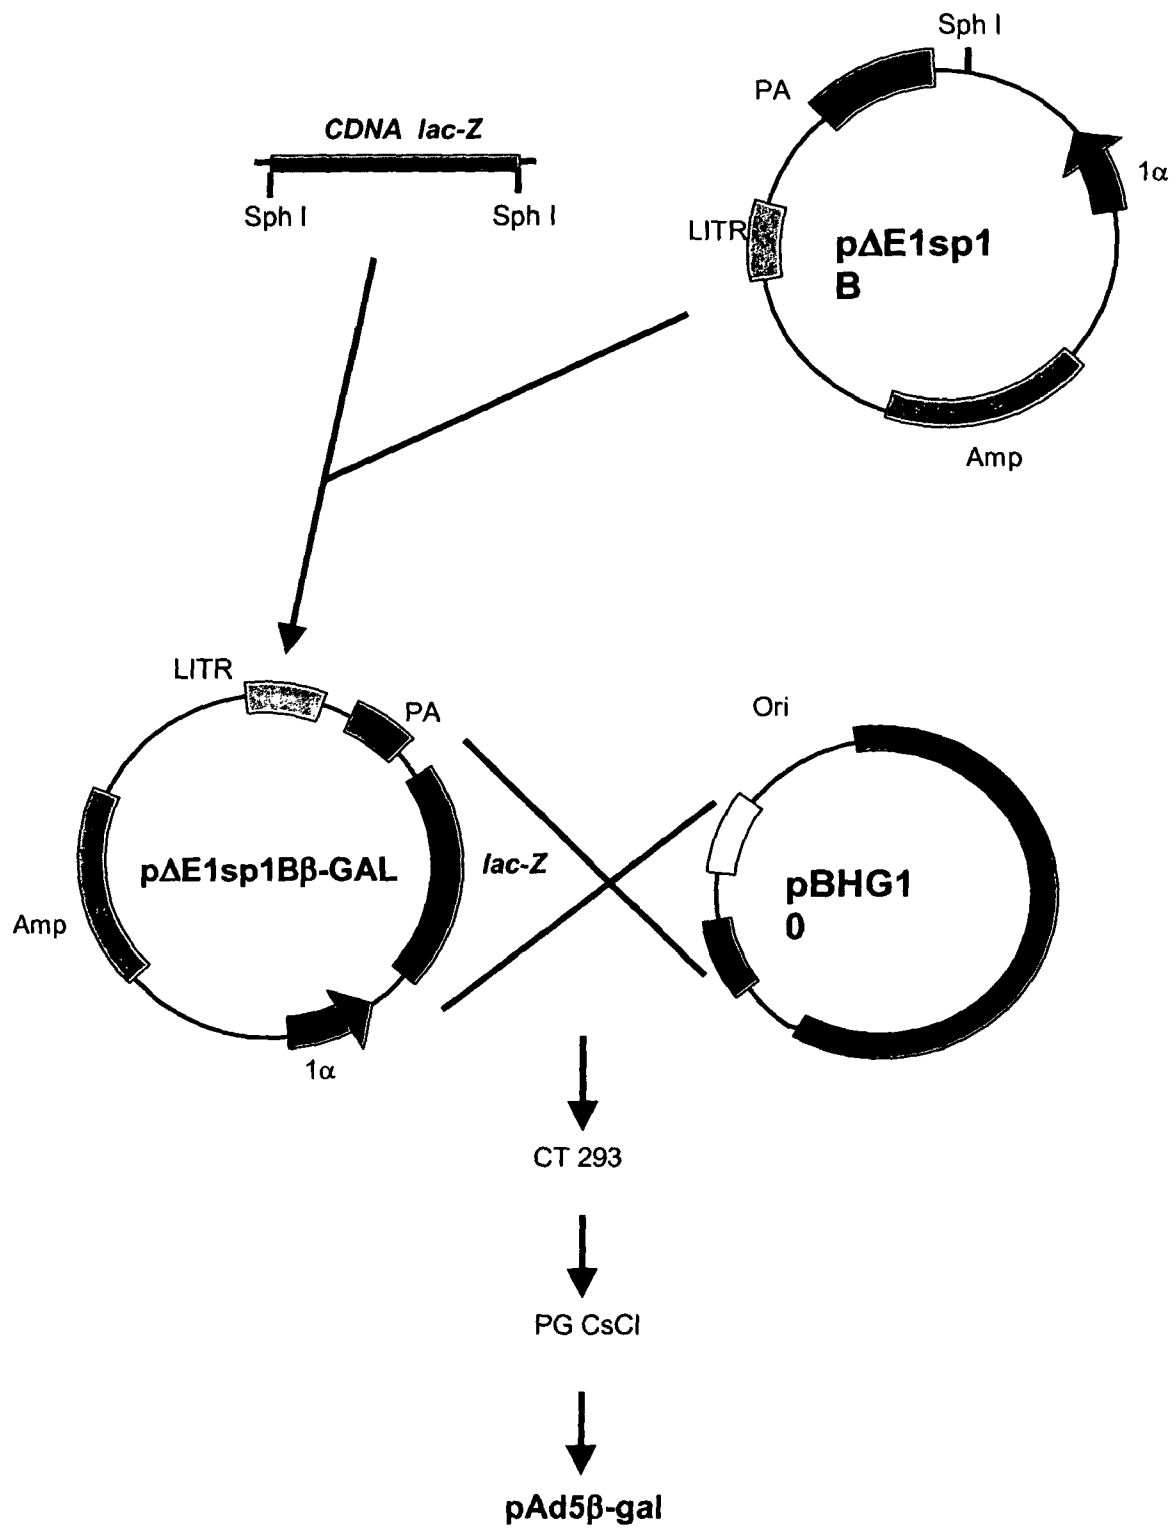 Sph I
PA
CDNA lac-Z
1α
Sph I
Sph I
LITR
pΔE1sp1
B
Amp
LITR
PA
Ori
pΔE1sp1Bβ-GAL
lac-Z
pBHG1
0
Amp
1α
CT 293
PG CsCl
pAd5β-gal